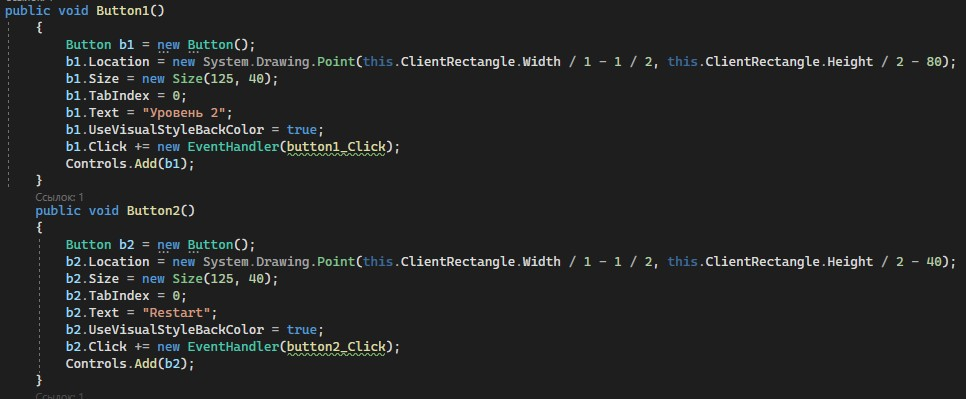 public void Button1()
{
Button b1 = new Button();
b1.Location = new System.Drawing.Point(this.ClientRectangle.Width / 1 - 1 / 2, this.ClientRectangle.Height / 2 - 80);
b1.Size = new Size(125, 40);
b1.TabIndex = 0;
b1.Text = "Уровень 2";
b1.UseVisualStyleBackColor = true;
b1.Click += new EventHandler(button1_Click);
Controls.Add(b1);
}
Ссылок: 1
public void Button2()
{
Button b2 = new Button();
b2.Location = new System.Drawing.Point(this.ClientRectangle.Width / 1 - 1 / 2, this.ClientRectangle.Height / 2 - 40);
b2.Size = new Size(125, 40);
b2.TabIndex = 0;
b2.Text = "Restart";
b2.UseVisualStyleBackColor = true;
b2.Click += new EventHandler(button2_Click);
Controls.Add(b2);
}
Ссылок: 1